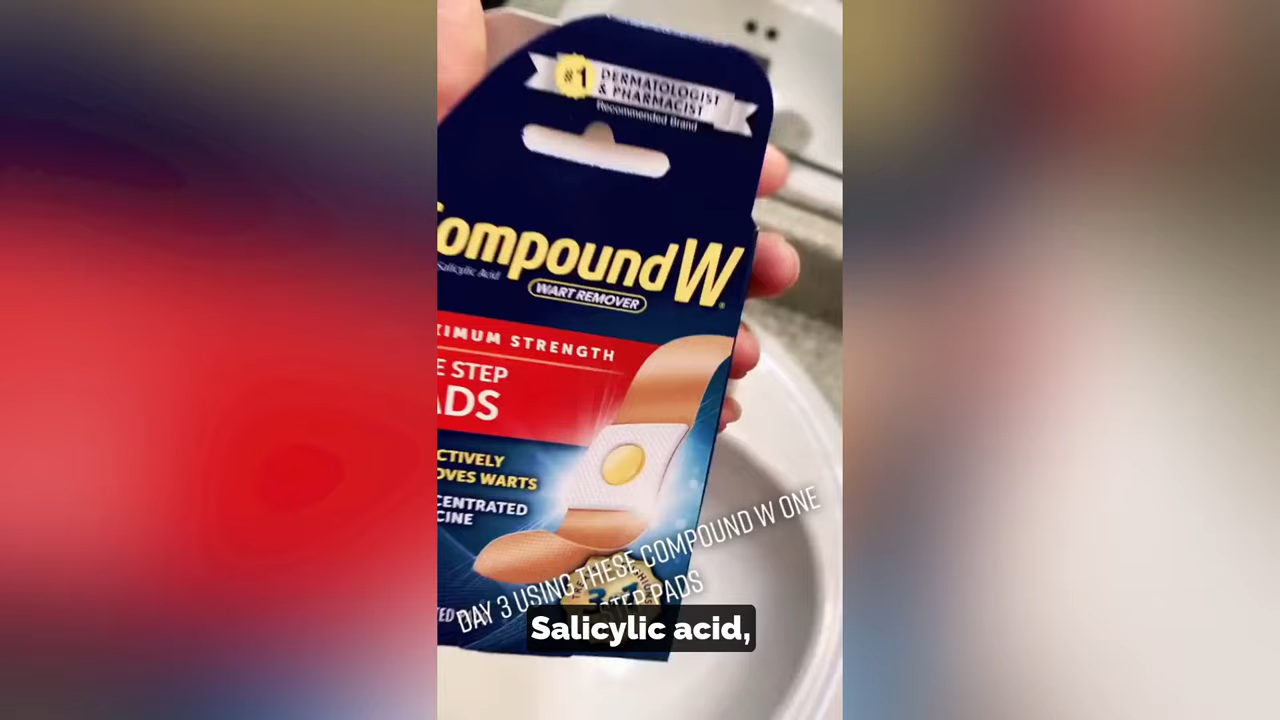 #1
DERMATOLOGIST
& PHARMACIST
Recommended Brand
ompound W
Salicylic Acid
WART REMOVER
XIMUM STRENGTH
E STEP
ADS
CTIVELY
OVES WARTS
CENTRATED
CINE
DAY 3 USING THESE COMPOUND W ONE
STEP PADS
Salicylic acid,